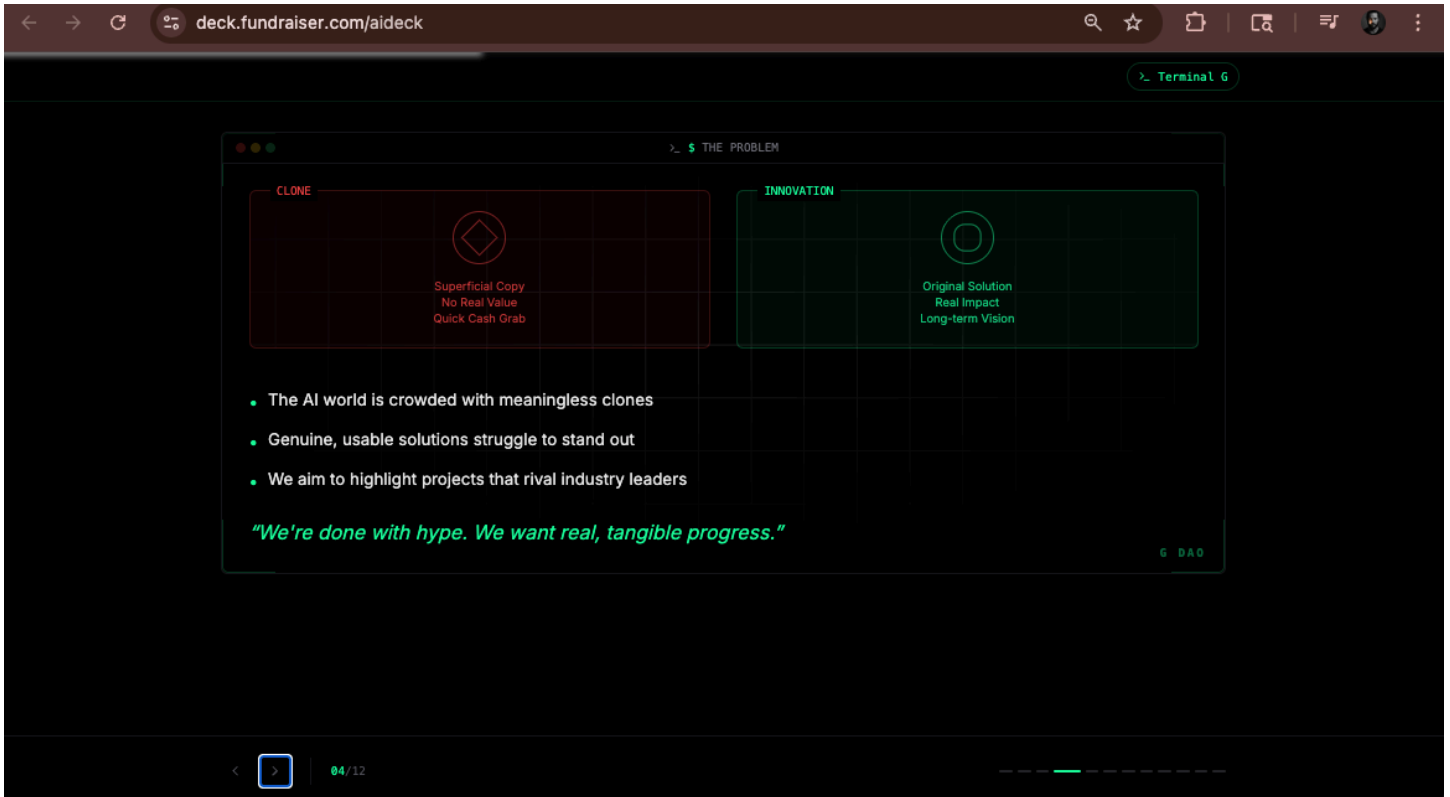 deck.fundraiser.com/aideck
>_ Terminal G
>_ $ THE PROBLEM
CLONE
Superficial Copy
No Real Value
Quick Cash Grab
INNOVATION
Original Solution
Real Impact
Long-term Vision
• The AI world is crowded with meaningless clones
• Genuine, usable solutions struggle to stand out
• We aim to highlight projects that rival industry leaders
“We're done with hype. We want real, tangible progress.”
G DAO
04/12